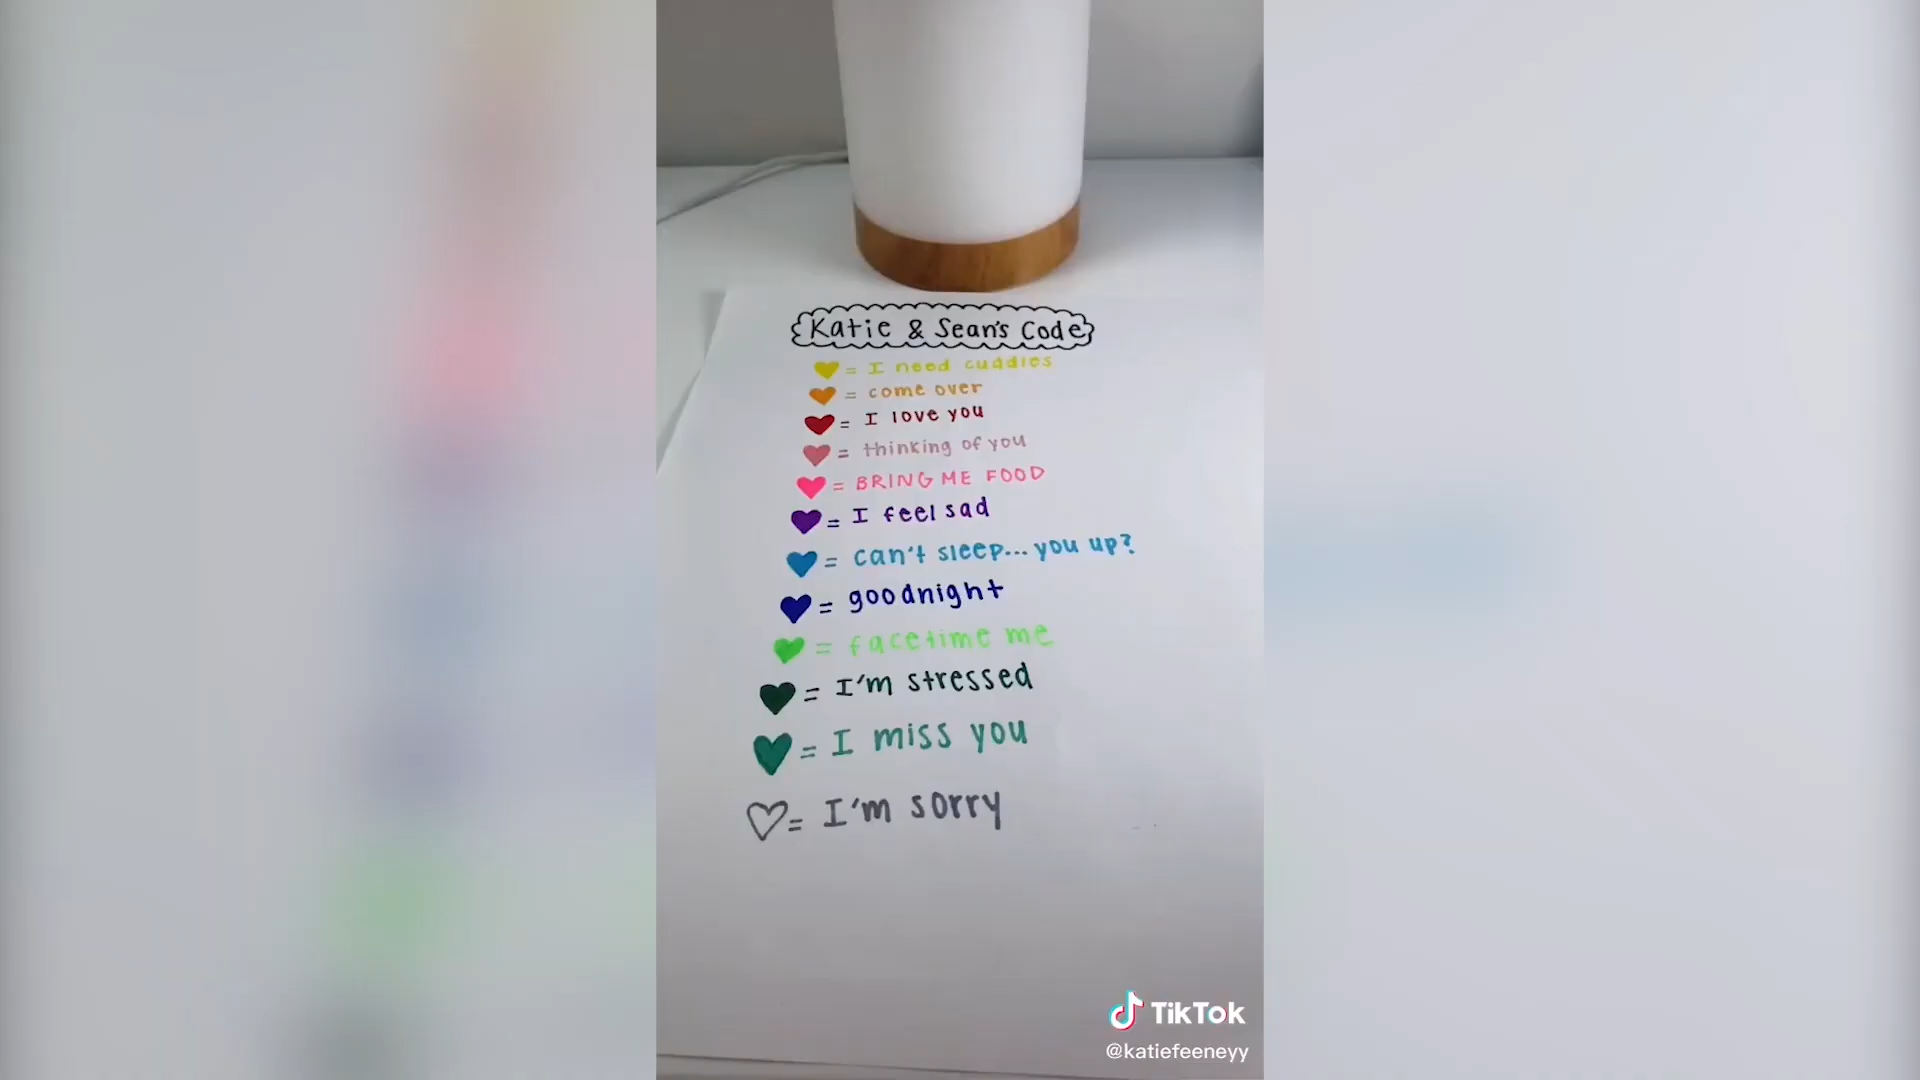 Katie & Sean's Code
= I need cuddles
= come over
= I love you
= thinking of you
= BRING ME FOOD
= I feel sad
= can't sleep... you up?
= goodnight
= facetime me
= I'm stressed
= I miss you
= I'm sorry
TikTok
@katiefeeneyy